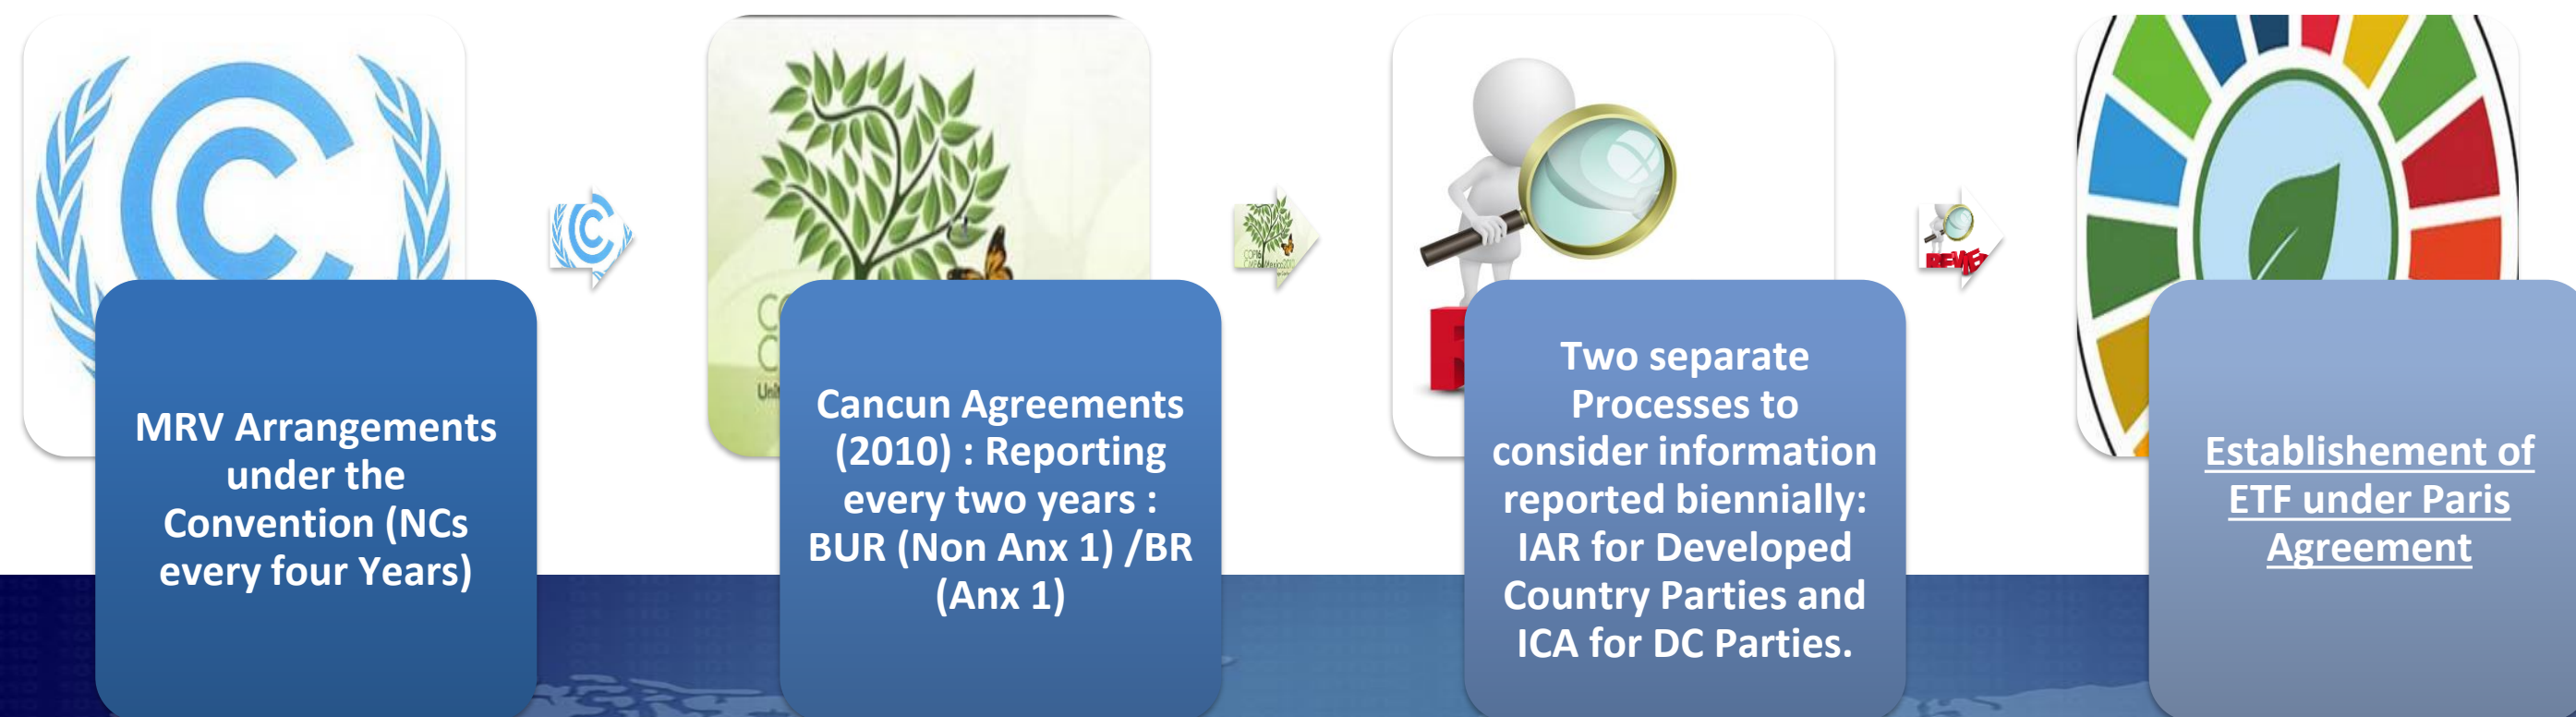 MRV Arrangements
under the
Convention (NCs
every four Years)
Cancun Agreements
(2010) : Reporting
every two years :
BUR (Non Anx 1) /BR
(Anx 1)
Two separate
Processes to
consider information
reported biennially:
IAR for Developed
Country Parties and
ICA for DC Parties.
Establishement of
ETF under Paris
Agreement